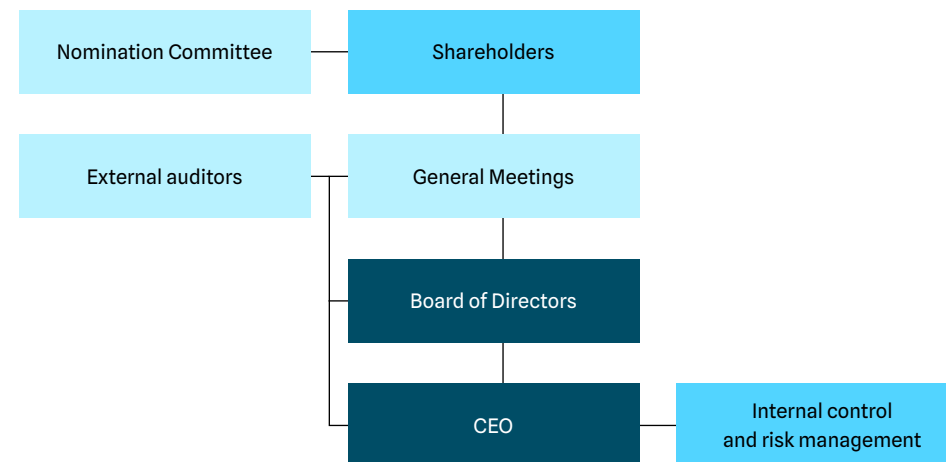 Nomination Committee
Shareholders
External auditors
General Meetings
Board of Directors
CEO
Internal control
and risk management